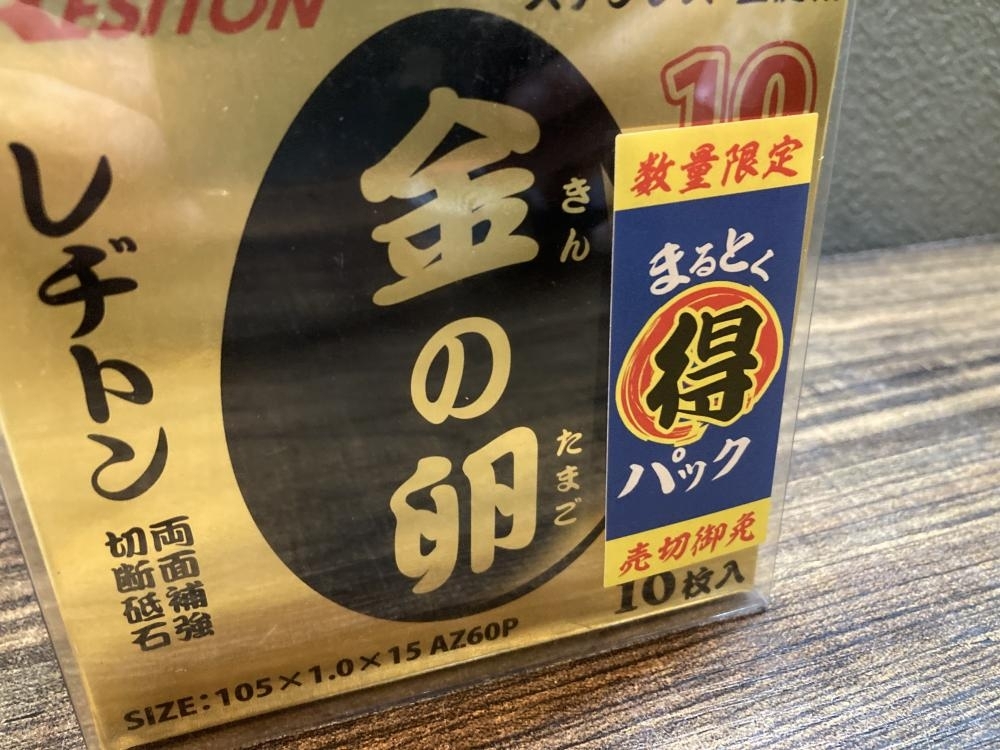 RESITON
10
数量限定
まるとく
得
パック
売切御免
レヂトン
金の卵
きん
たまご
両面補強
切断砥石
10枚入
SIZE:105×1.0×15 AZ60P